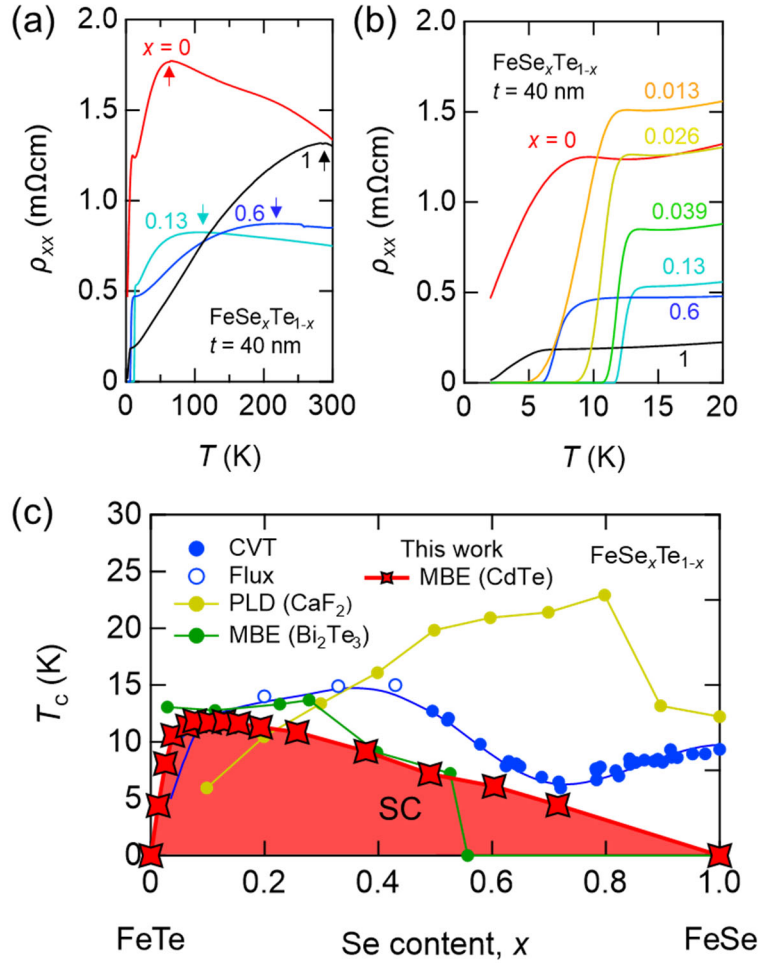 (a)
2.0
1.5
1.0
0.5
0
ρxx (mΩcm)
x = 0
1
0.13
0.6
FeSexTe1-x
t = 40 nm
0 100 200 300
T (K)
(b)
2.0
1.5
1.0
0.5
0
ρxx (mΩcm)
FeSexTe1-x
t = 40 nm
0.013
x = 0
0.026
0.039
0.13
0.6
1
0 5 10 15 20
T (K)
(c)
30
25
20
15
10
5
0
Tc (K)
CVT
Flux
PLD (CaF2)
MBE (Bi2Te3)
This work
MBE (CdTe)
FeSexTe1-x
SC
0 0.2 0.4 0.6 0.8 1.0
FeTe Se content, x FeSe